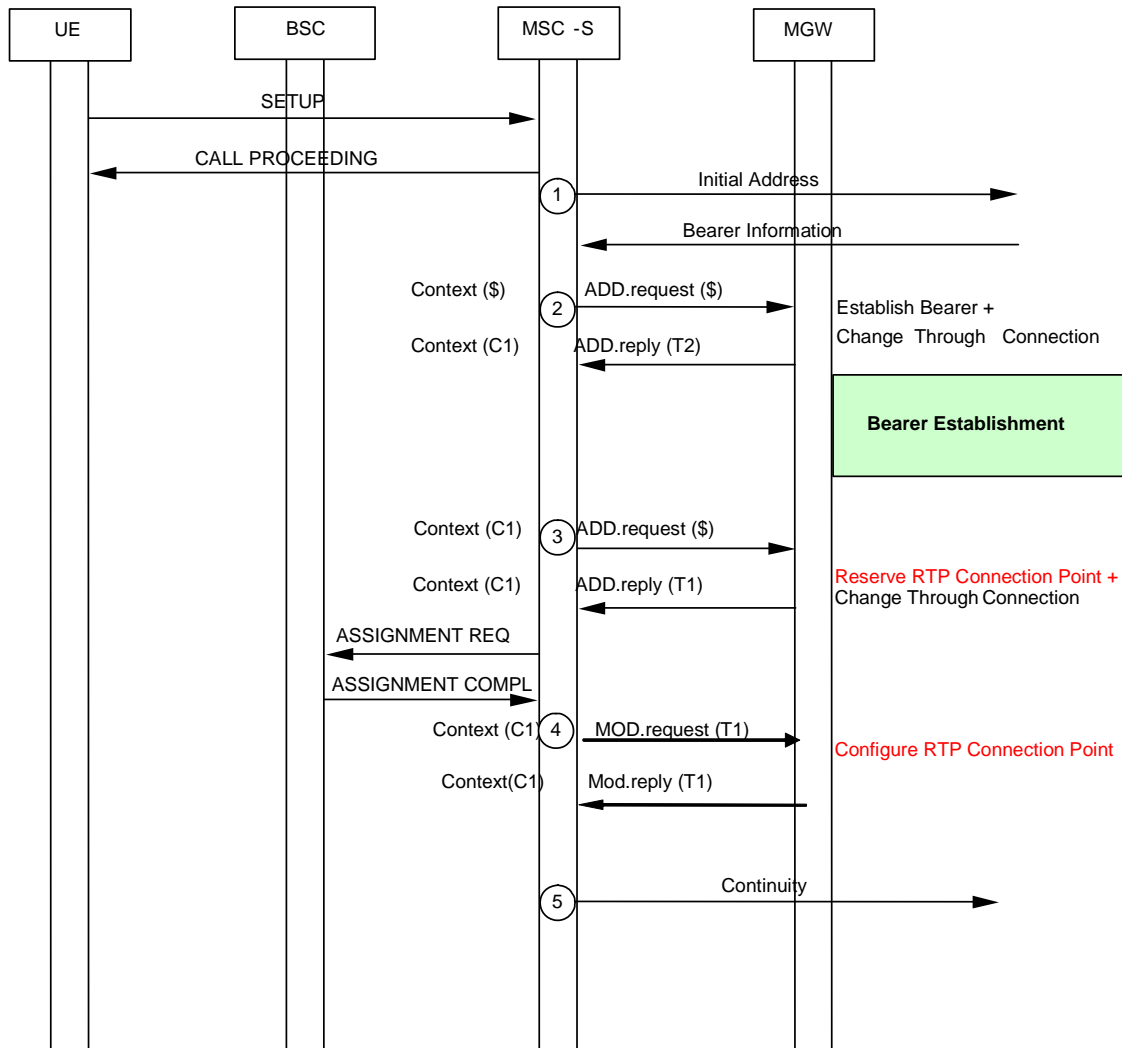 UE
BSC
MSC -S
MGW
SETUP
CALL PROCEEDING
1
Initial Address
Bearer Information
Context ($)
2
ADD.request ($)
Establish Bearer +
Change Through Connection
Context (C1)
ADD.reply (T2)
Bearer Establishment
Context (C1)
3
ADD.request ($)
Reserve RTP Connection Point +
Change Through Connection
Context (C1)
ADD.reply (T1)
ASSIGNMENT REQ
ASSIGNMENT COMPL
Context (C1)
4
MOD.request (T1)
Configure RTP Connection Point
Context(C1)
Mod.reply (T1)
5
Continuity